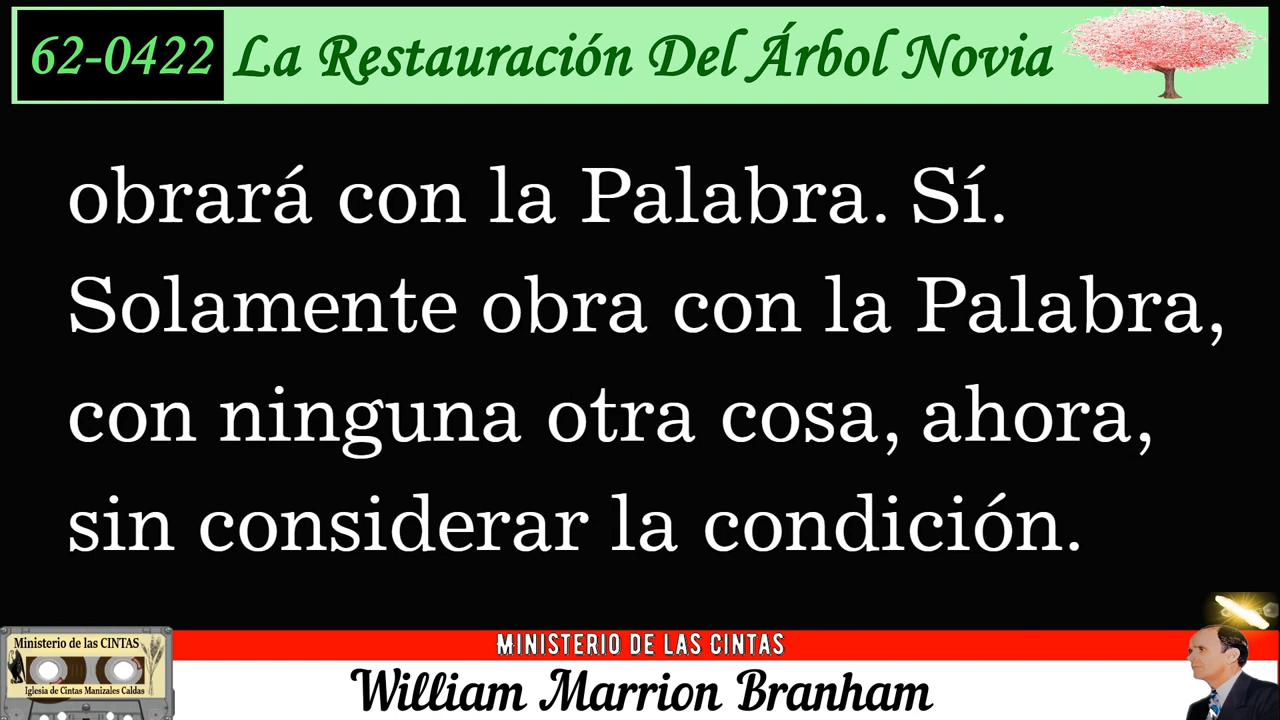 62-0422 La Restauración Del Árbol Novia
obrará con la Palabra. Sí.
Solamente obra con la Palabra,
con ninguna otra cosa, ahora,
sin considerar la condición.
Ministerio de las CINTAS
Iglesia de Cintas Manizales Caldas
MINISTERIO DE LAS CINTAS
William Marrion Branham